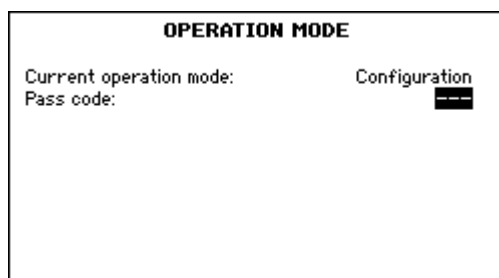 OPERATION MODE
Current operation mode: Configuration
Pass code: ---